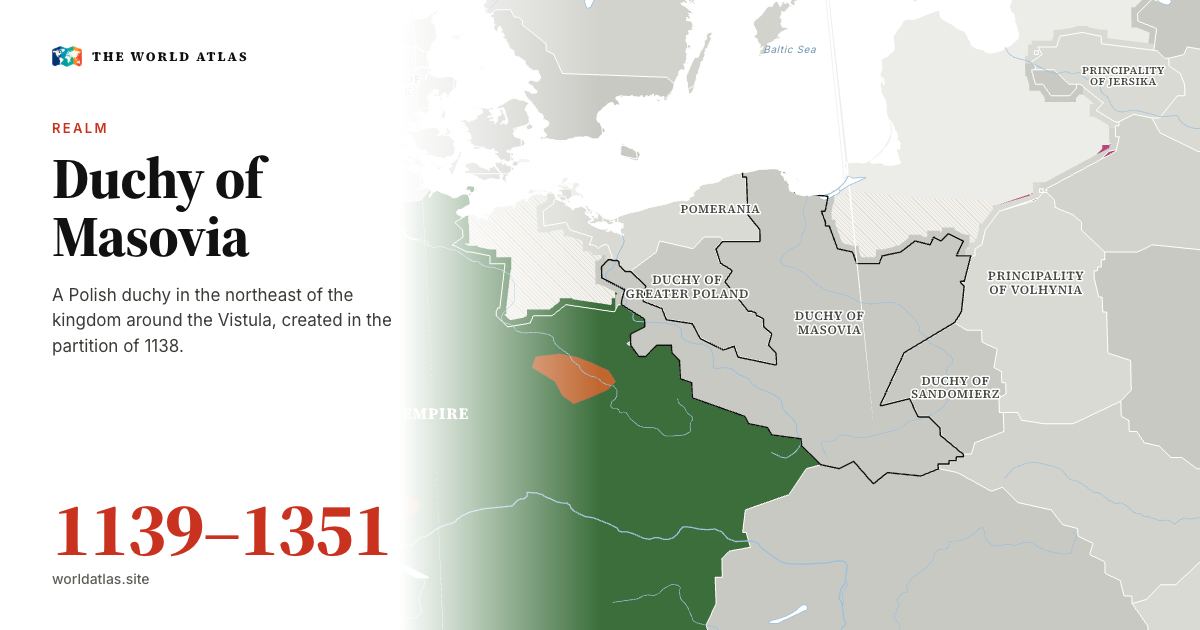 THE WORLD ATLAS
REALM
Duchy of
Masovia
A Polish duchy in the northeast of the
kingdom around the Vistula, created in the
partition of 1138.
1139–1351
worldatlas.site
Baltic Sea
PRINCIPALITY
OF JERSIKA
POMERANIA
DUCHY OF
GREATER POLAND
PRINCIPALITY
OF VOLHYNIA
DUCHY OF
MASOVIA
DUCHY OF
SANDOMIERZ
EMPIRE